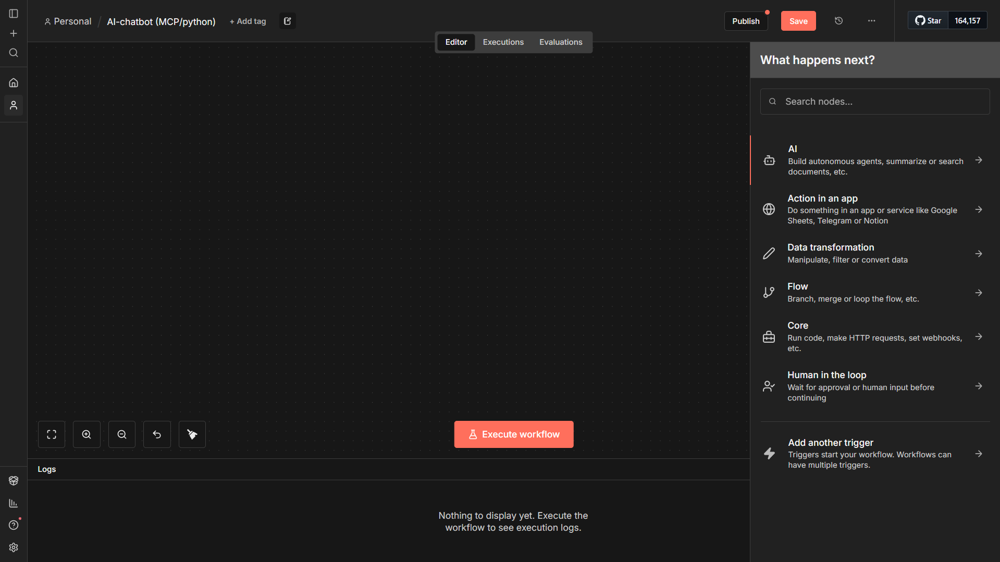 Personal / AI-chatbot (MCP/python) + Add tag
Publish
Save
Star 164,157
Editor Executions Evaluations
What happens next?
Search nodes...
AI
Build autonomous agents, summarize or search
documents, etc.
Action in an app
Do something in an app or service like Google
Sheets, Telegram or Notion
Data transformation
Manipulate, filter or convert data
Flow
Branch, merge or loop the flow, etc.
Core
Run code, make HTTP requests, set webhooks,
etc.
Human in the loop
Wait for approval or human input before
continuing
Add another trigger
Triggers start your workflow. Workflows can
have multiple triggers.
Execute workflow
Logs
Nothing to display yet. Execute the
workflow to see execution logs.